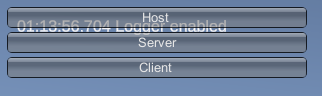 Host
01:13:56.704 Logger enabled
Server
Client